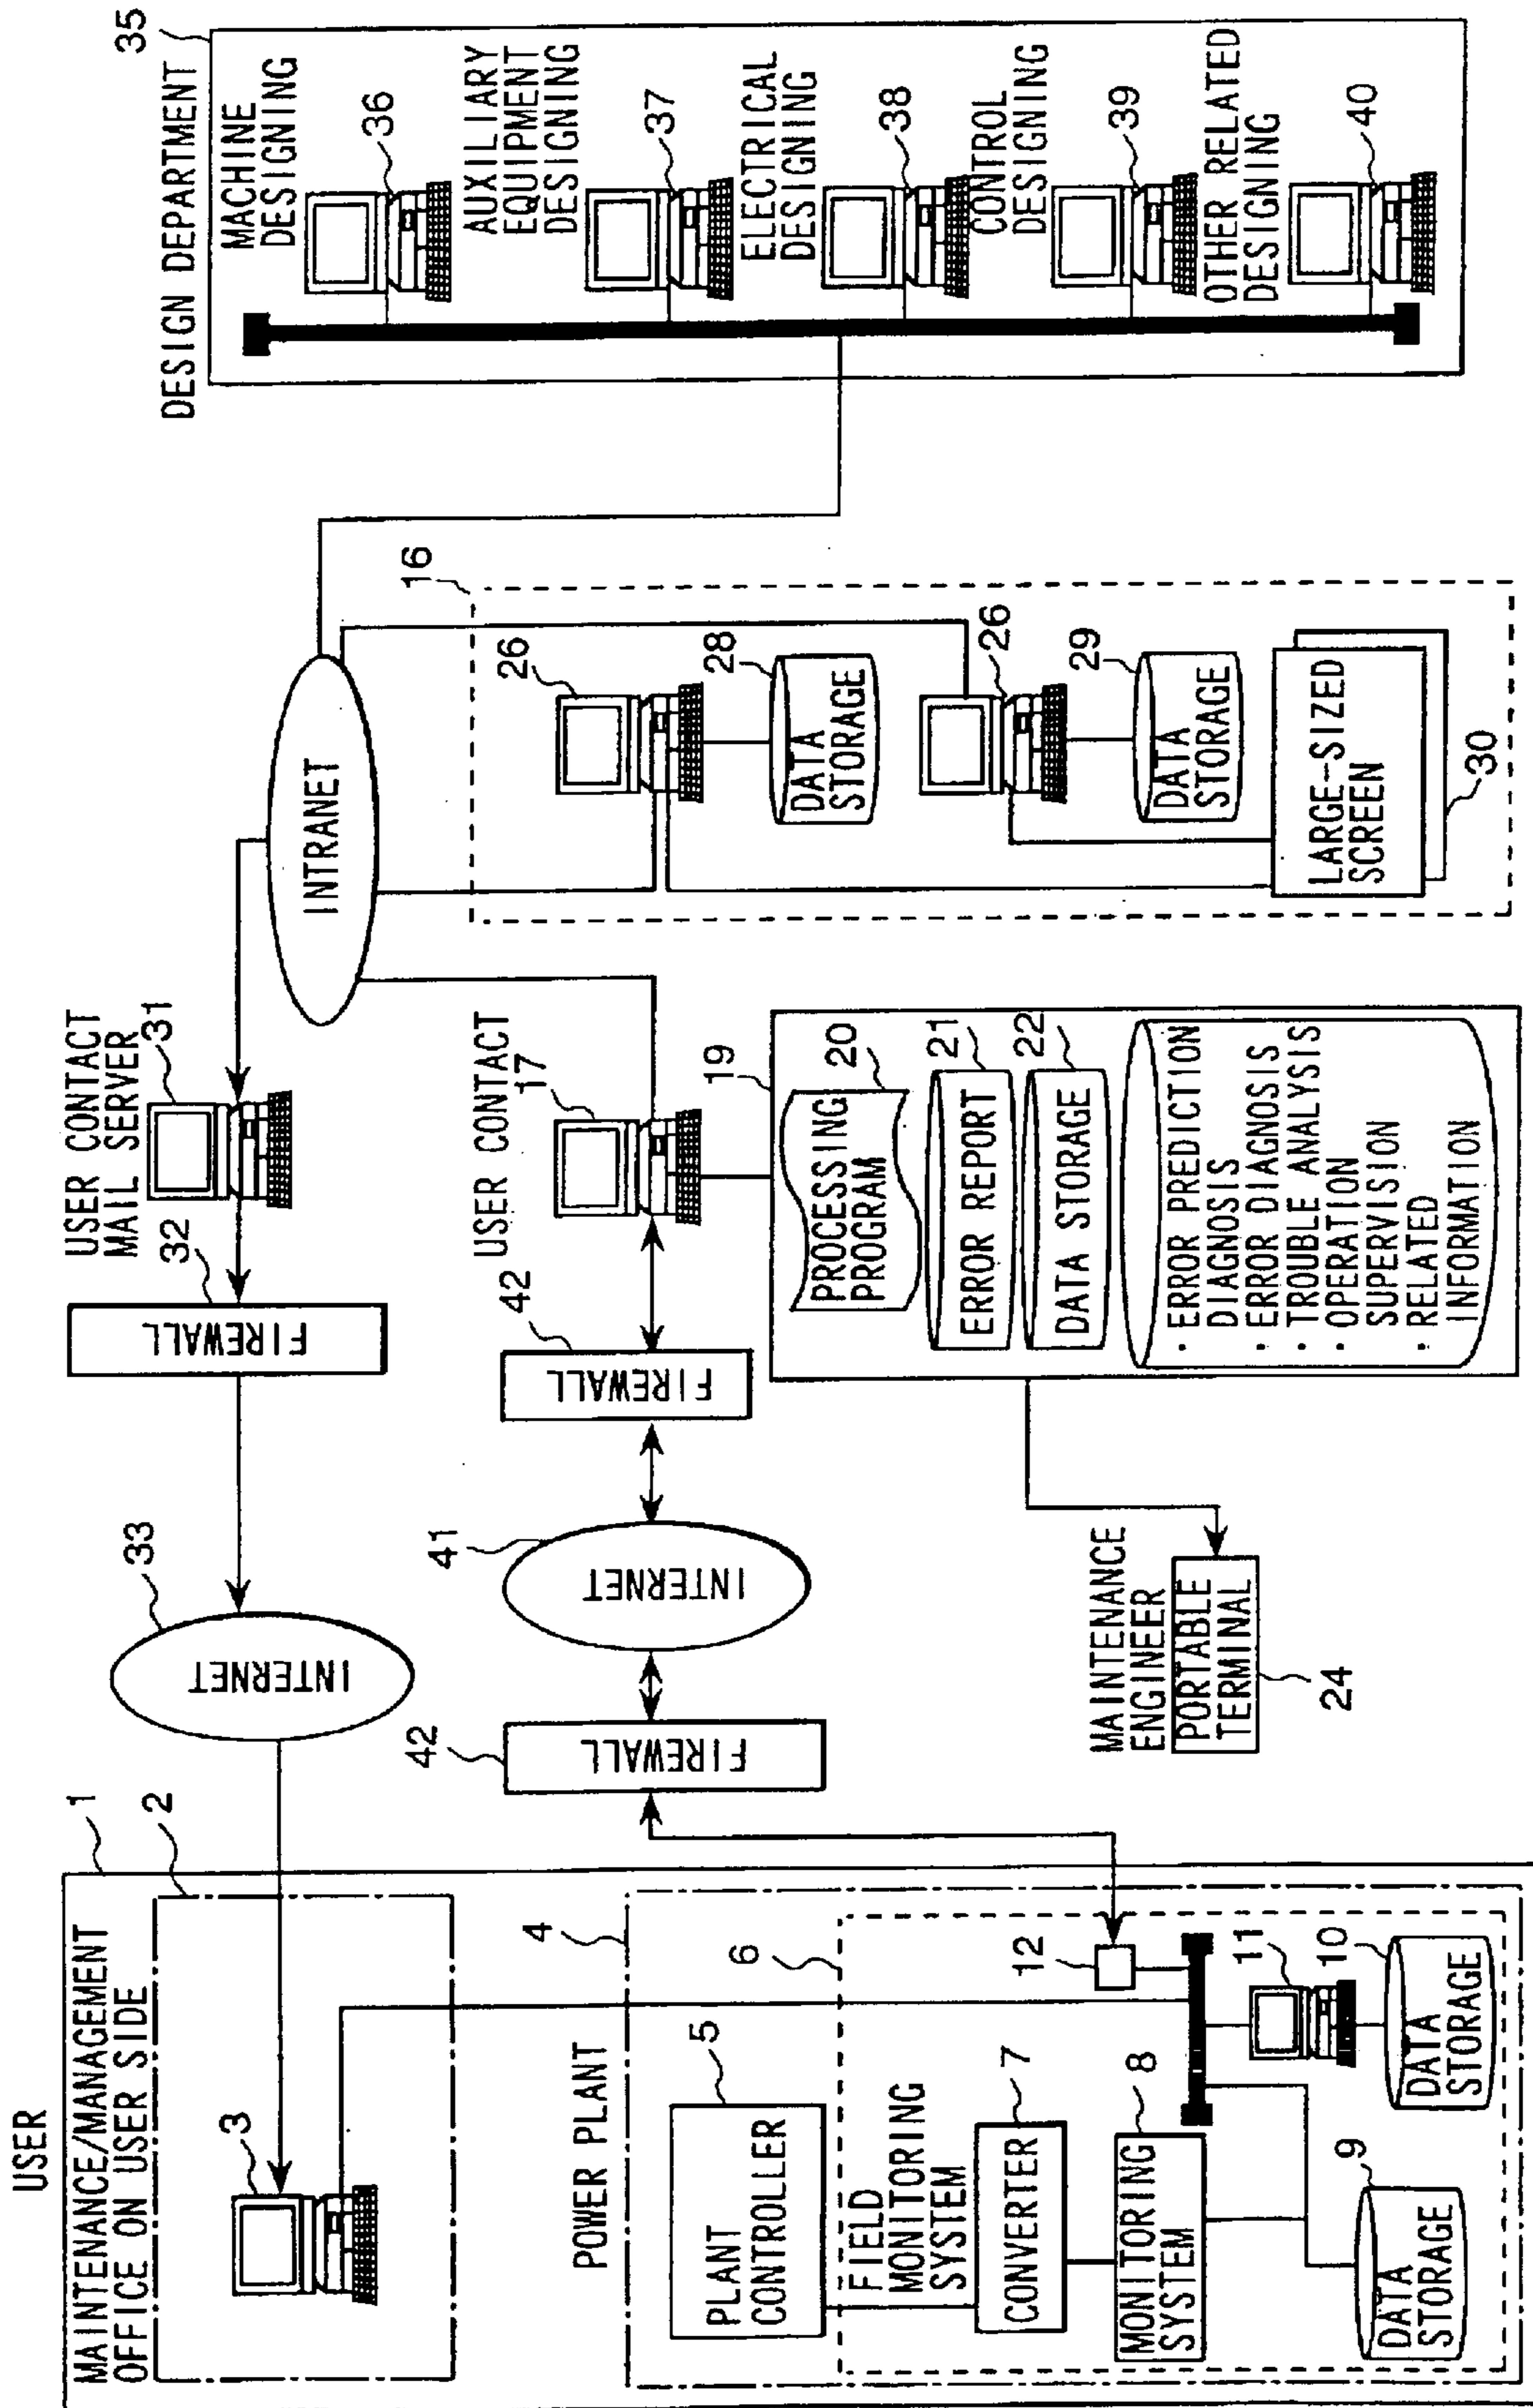 USER
1
MAINTENANCE/MANAGEMENT
OFFICE ON USER SIDE
2
3
POWER PLANT
4
PLANT
CONTROLLER
5
6
FIELD
MONITORING
SYSTEM
CONVERTER
7
MONITORING
SYSTEM
8
DATA
STORAGE
9
DATA
STORAGE
10
11
12
INTERNET
33
FIREWALL
32
USER CONTACT
MAIL SERVER
31
FIREWALL
42
INTERNET
41
FIREWALL
42
USER CONTACT
17
MAINTENANCE
ENGINEER
PORTABLE
TERMINAL
24
19
PROCESSING
PROGRAM
20
ERROR REPORT
21
DATA STORAGE
22
· ERROR PREDICTION
DIAGNOSIS
· ERROR DIAGNOSIS
· TROUBLE ANALYSIS
· OPERATION
SUPERVISION
· RELATED
INFORMATION
INTRANET
16
26
DATA
STORAGE
28
26
DATA
STORAGE
29
LARGE-SIZED
SCREEN
30
DESIGN DEPARTMENT
35
MACHINE
DESIGNING
36
AUXILIARY
EQUIPMENT
DESIGNING
37
ELECTRICAL
DESIGNING
38
CONTROL
DESIGNING
39
OTHER RELATED
DESIGNING
40